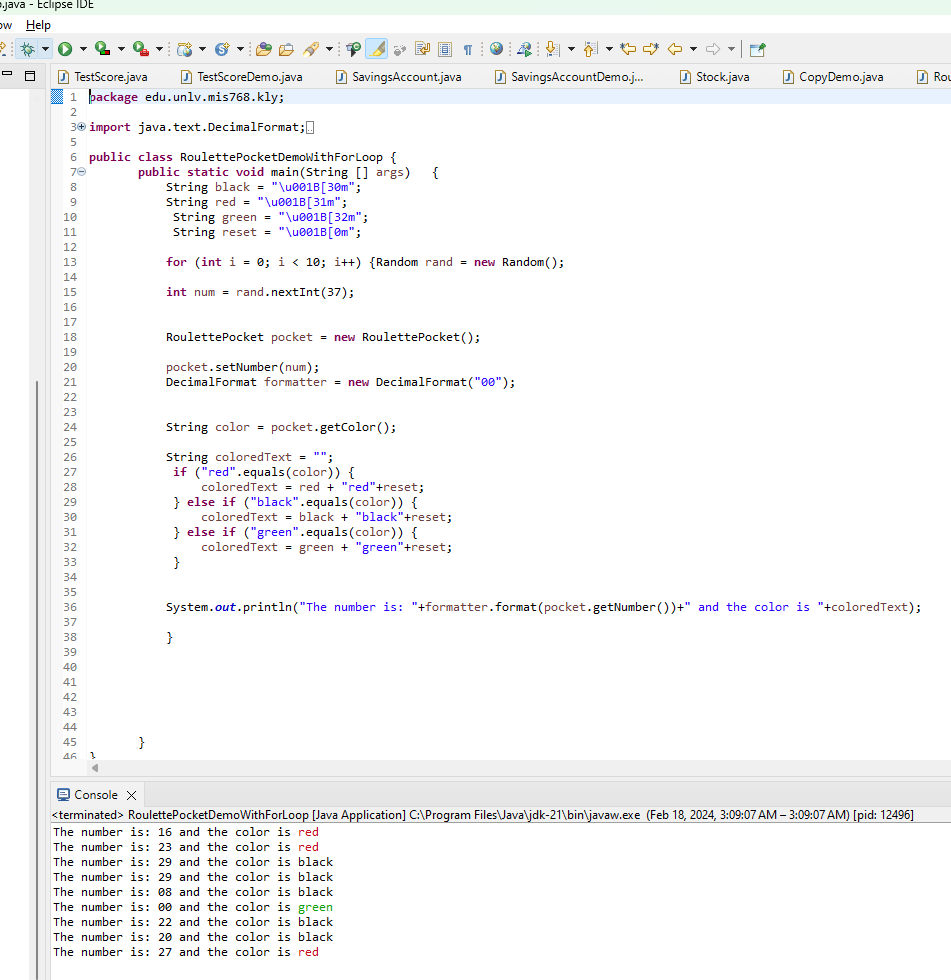 .java - Eclipse IDE
ow Help
TestScore.java TestScoreDemo.java SavingsAccount.java SavingsAccountDemo.j... Stock.java CopyDemo.java Rou
1 package edu.unlv.mis768.kly;
2
3 import java.text.DecimalFormat;
5
6 public class RoulettePocketDemoWithForLoop {
7 public static void main(String [] args) {
8 String black = "\u001B[30m";
9 String red = "\u001B[31m";
10 String green = "\u001B[32m";
11 String reset = "\u001B[0m";
12
13 for (int i = 0; i < 10; i++) {Random rand = new Random();
14
15 int num = rand.nextInt(37);
16
17
18 RoulettePocket pocket = new RoulettePocket();
19
20 pocket.setNumber(num);
21 DecimalFormat formatter = new DecimalFormat("00");
22
23
24 String color = pocket.getColor();
25
26 String coloredText = "";
27 if ("red".equals(color)) {
28 coloredText = red + "red"+reset;
29 } else if ("black".equals(color)) {
30 coloredText = black + "black"+reset;
31 } else if ("green".equals(color)) {
32 coloredText = green + "green"+reset;
33 }
34
35
36 System.out.println("The number is: "+formatter.format(pocket.getNumber())+" and the color is "+coloredText);
37
38 }
39
40
41
42
43
44
45 }
46 }
Console
<terminated> RoulettePocketDemoWithForLoop [Java Application] C:\Program Files\Java\jdk-21\bin\javaw.exe (Feb 18, 2024, 3:09:07 AM – 3:09:07 AM) [pid: 12496]
The number is: 16 and the color is red
The number is: 23 and the color is red
The number is: 29 and the color is black
The number is: 29 and the color is black
The number is: 08 and the color is black
The number is: 00 and the color is green
The number is: 22 and the color is black
The number is: 20 and the color is black
The number is: 27 and the color is red